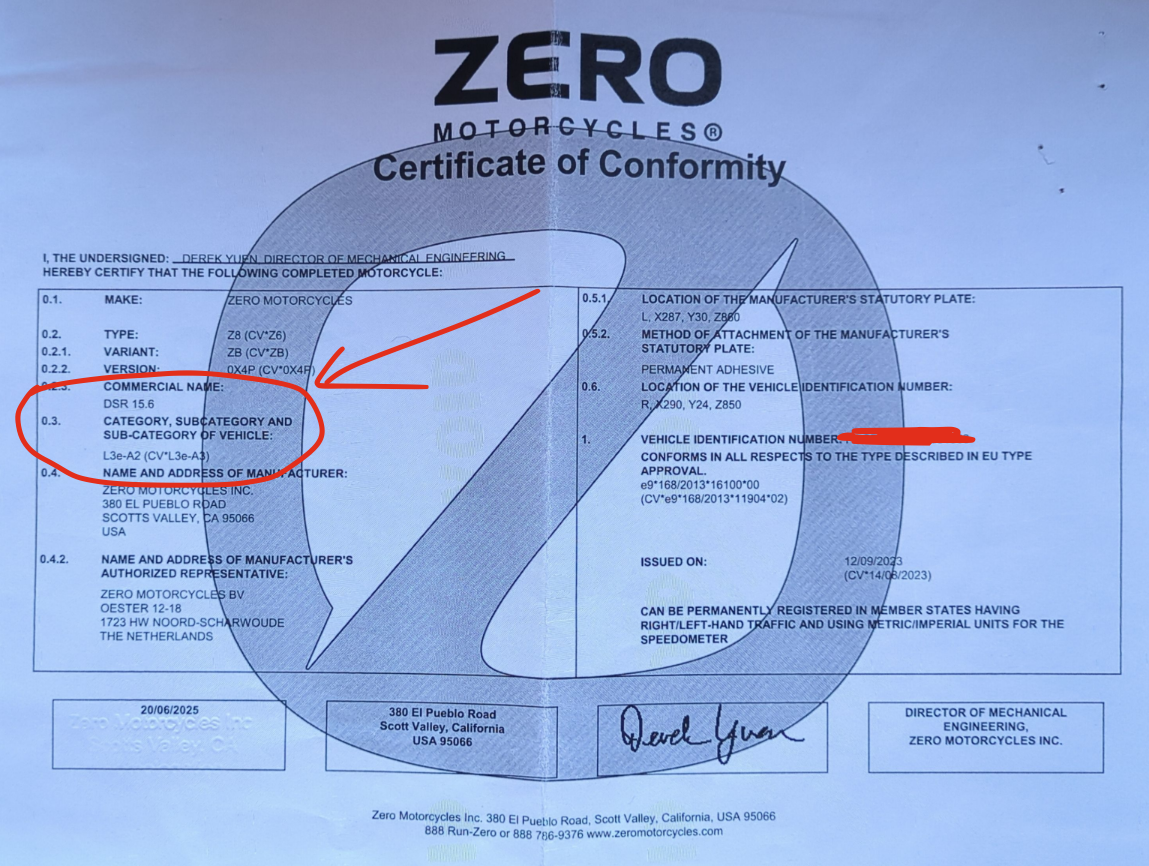 ZERO
MOTORCYCLES®
Certificate of Conformity
I, THE UNDERSIGNED: DEREK YUEN, DIRECTOR OF MECHANICAL ENGINEERING
HEREBY CERTIFY THAT THE FOLLOWING COMPLETED MOTORCYCLE:
0.1. MAKE: ZERO MOTORCYCLES
0.2. TYPE: Z8 (CV*Z6)
0.2.1. VARIANT: ZB (CV*ZB)
0.2.2. VERSION: 0X4P (CV*0X4P)
0.2.3. COMMERCIAL NAME:
DSR 15.6
0.3. CATEGORY, SUBCATEGORY AND
SUB-CATEGORY OF VEHICLE:
L3e-A2 (CV*L3e-A3)
0.4. NAME AND ADDRESS OF MANUFACTURER:
ZERO MOTORCYCLES INC.
380 EL PUEBLO ROAD
SCOTTS VALLEY, CA 95066
USA
0.4.2. NAME AND ADDRESS OF MANUFACTURER'S
AUTHORIZED REPRESENTATIVE:
ZERO MOTORCYCLES BV
OESTER 12-18
1723 HW NOORD-SCHARWOUDE
THE NETHERLANDS
0.5.1. LOCATION OF THE MANUFACTURER'S STATUTORY PLATE:
L, X287, Y30, Z860
0.5.2. METHOD OF ATTACHMENT OF THE MANUFACTURER'S
STATUTORY PLATE:
PERMANENT ADHESIVE
0.6. LOCATION OF THE VEHICLE IDENTIFICATION NUMBER:
R, X290, Y24, Z850
1. VEHICLE IDENTIFICATION NUMBER:
CONFORMS IN ALL RESPECTS TO THE TYPE DESCRIBED IN EU TYPE
APPROVAL.
e9*168/2013*16100*00
(CV*e9*168/2013*11904*02)
ISSUED ON: 12/09/2023
(CV*14/08/2023)
CAN BE PERMANENTLY REGISTERED IN MEMBER STATES HAVING
RIGHT/LEFT-HAND TRAFFIC AND USING METRIC/IMPERIAL UNITS FOR THE
SPEEDOMETER
20/06/2025
Zero Motorcycles Inc
Valley, CA
380 El Pueblo Road
Scott Valley, California
USA 95066
Derek Yuen
DIRECTOR OF MECHANICAL
ENGINEERING,
ZERO MOTORCYCLES INC.
Zero Motorcycles Inc. 380 El Pueblo Road, Scott Valley, California, USA 95066
888 Run-Zero or 888 786-9376 www.zeromotorcycles.com